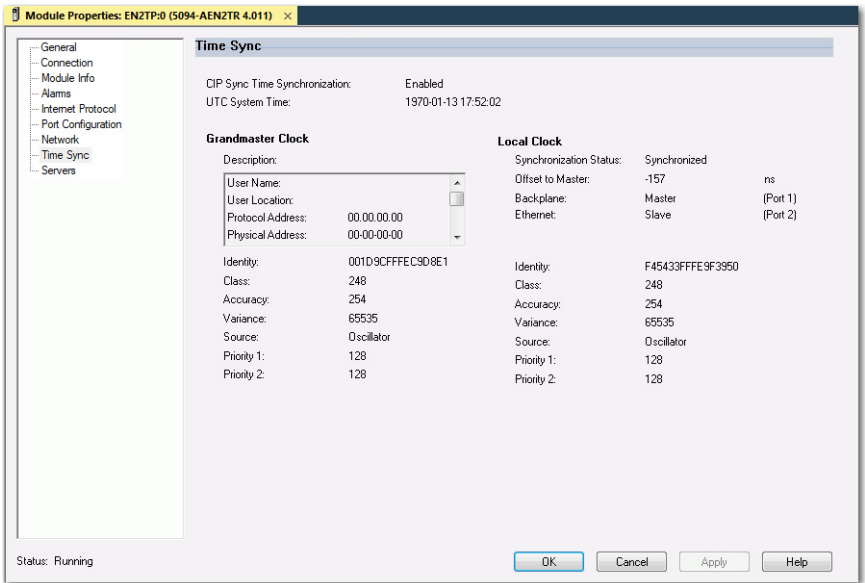 Module Properties: EN2TP:0 (5094-AEN2TR 4.011) ×
General
Connection
Module Info
Alarms
Internet Protocol
Port Configuration
Network
Time Sync
Servers
Time Sync
CIP Sync Time Synchronization: Enabled
UTC System Time: 1970-01-13 17:52:02
Grandmaster Clock
Description:
User Name:
User Location:
Protocol Address: 00.00.00.00
Physical Address: 00-00-00-00
Identity: 001D9CFFFEC9D8E1
Class: 248
Accuracy: 254
Variance: 65535
Source: Oscillator
Priority 1: 128
Priority 2: 128
Local Clock
Synchronization Status: Synchronized
Offset to Master: -157 ns
Backplane: Master (Port 1)
Ethernet: Slave (Port 2)
Identity: F45433FFFE9F3950
Class: 248
Accuracy: 254
Variance: 65535
Source: Oscillator
Priority 1: 128
Priority 2: 128
Status: Running
OK
Cancel
Apply
Help